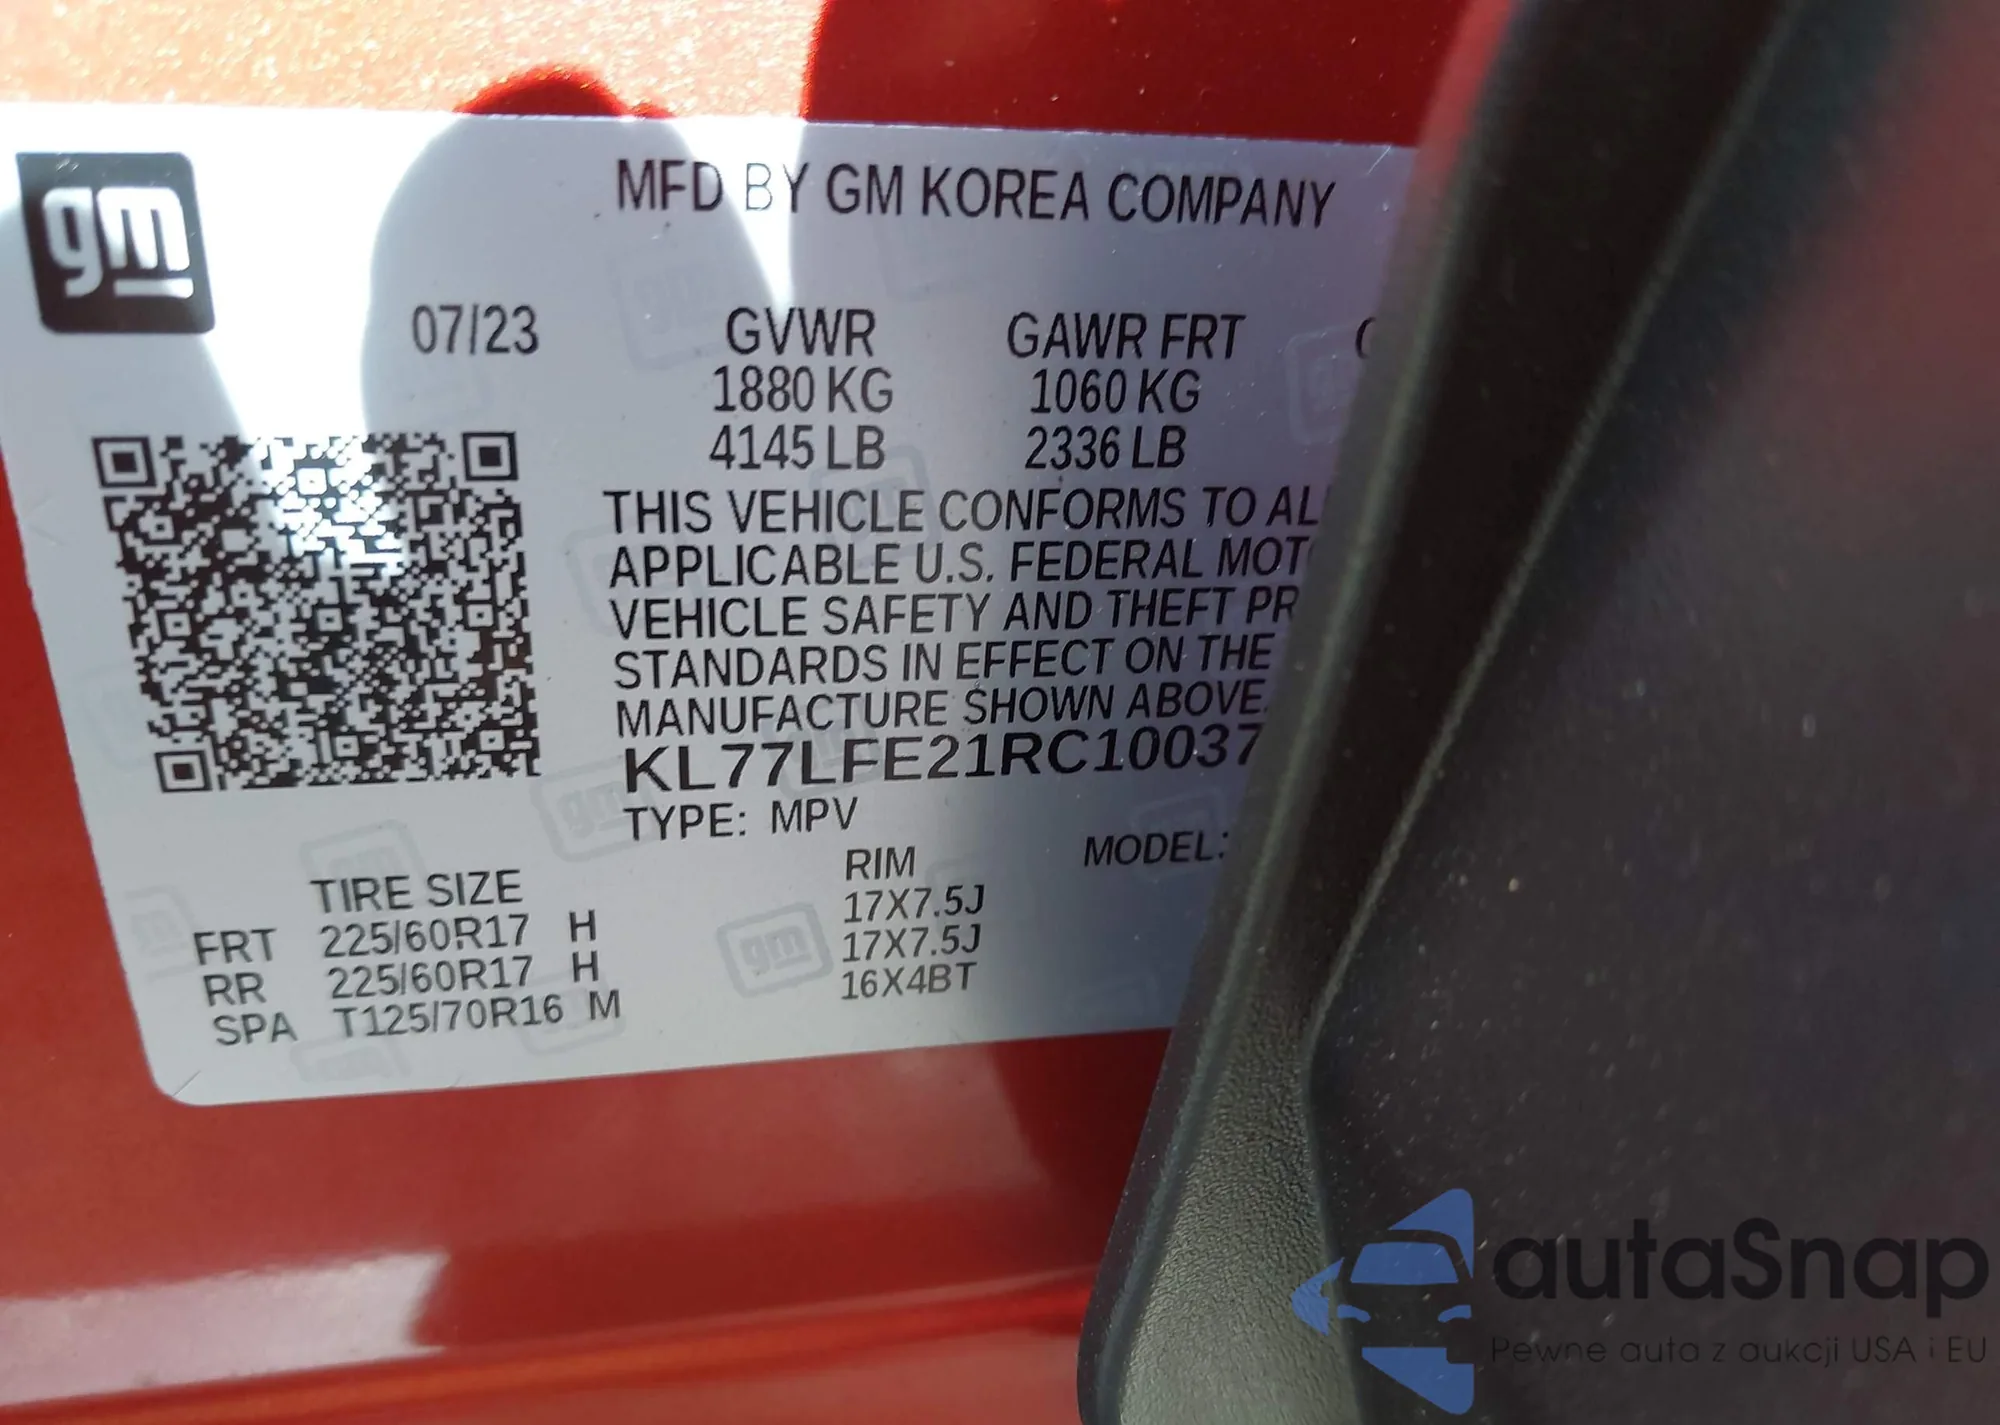 gm
MFD BY GM KOREA COMPANY
07/23 GVWR GAWR FRT
1880 KG 1060 KG
4145 LB 2336 LB
THIS VEHICLE CONFORMS TO AL
APPLICABLE U.S. FEDERAL MOT
VEHICLE SAFETY AND THEFT PR
STANDARDS IN EFFECT ON THE
MANUFACTURE SHOWN ABOVE.
KL77LFE21RC10037
TYPE: MPV
MODEL:
TIRE SIZE RIM
FRT 225/60R17 H 17X7.5J
RR 225/60R17 H 17X7.5J
SPA T125/70R16 M 16X4BT
autaSnap
Pewne auta z aukcji USA i EU